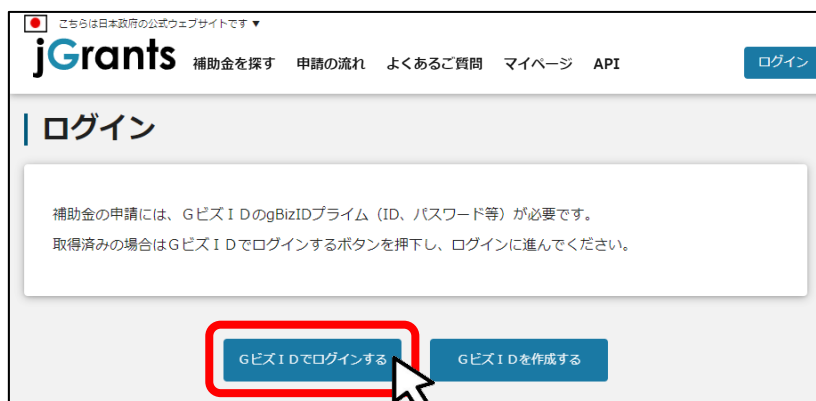 こちらは日本政府の公式ウェブサイトです ▼
jGrants 補助金を探す 申請の流れ よくあるご質問 マイページ API ログイン
ログイン
補助金の申請には、GビズIDのgBizIDプライム（ID、パスワード等）が必要です。
取得済みの場合はGビズIDでログインするボタンを押下し、ログインに進んでください。
GビズIDでログインする GビズIDを作成する